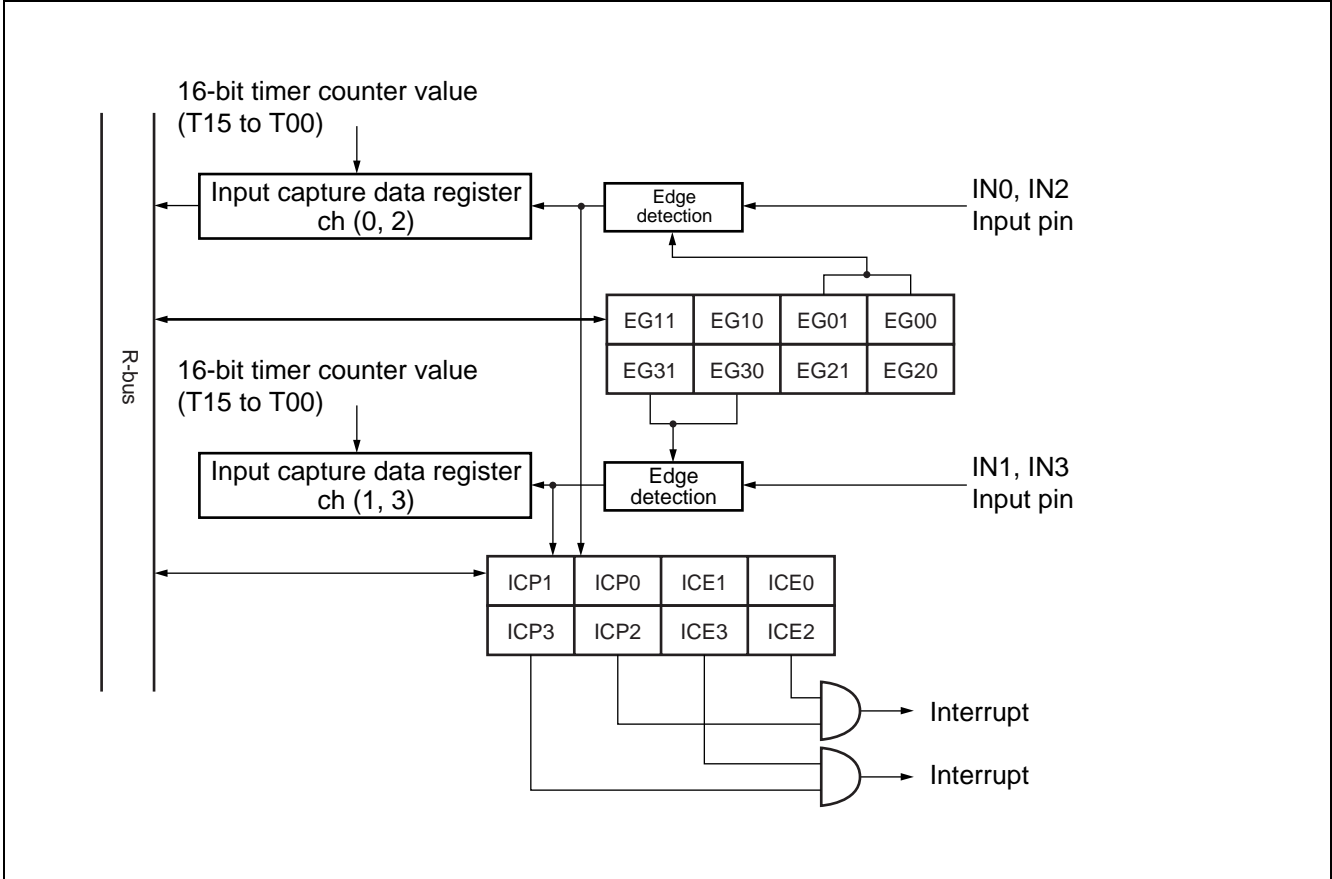 16-bit timer counter value
(T15 to T00)
Input capture data register
ch (0, 2)
Edge
detection
IN0, IN2
Input pin
EG11 EG10 EG01 EG00
EG31 EG30 EG21 EG20
R-bus
16-bit timer counter value
(T15 to T00)
Input capture data register
ch (1, 3)
Edge
detection
IN1, IN3
Input pin
ICP1 ICP0 ICE1 ICE0
ICP3 ICP2 ICE3 ICE2
Interrupt
Interrupt